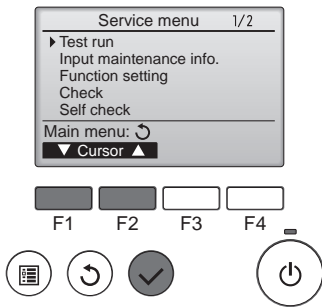 Service menu 1/2
Test run
Input maintenance info.
Function setting
Check
Self check
Main menu:
Cursor
F1 F2 F3 F4